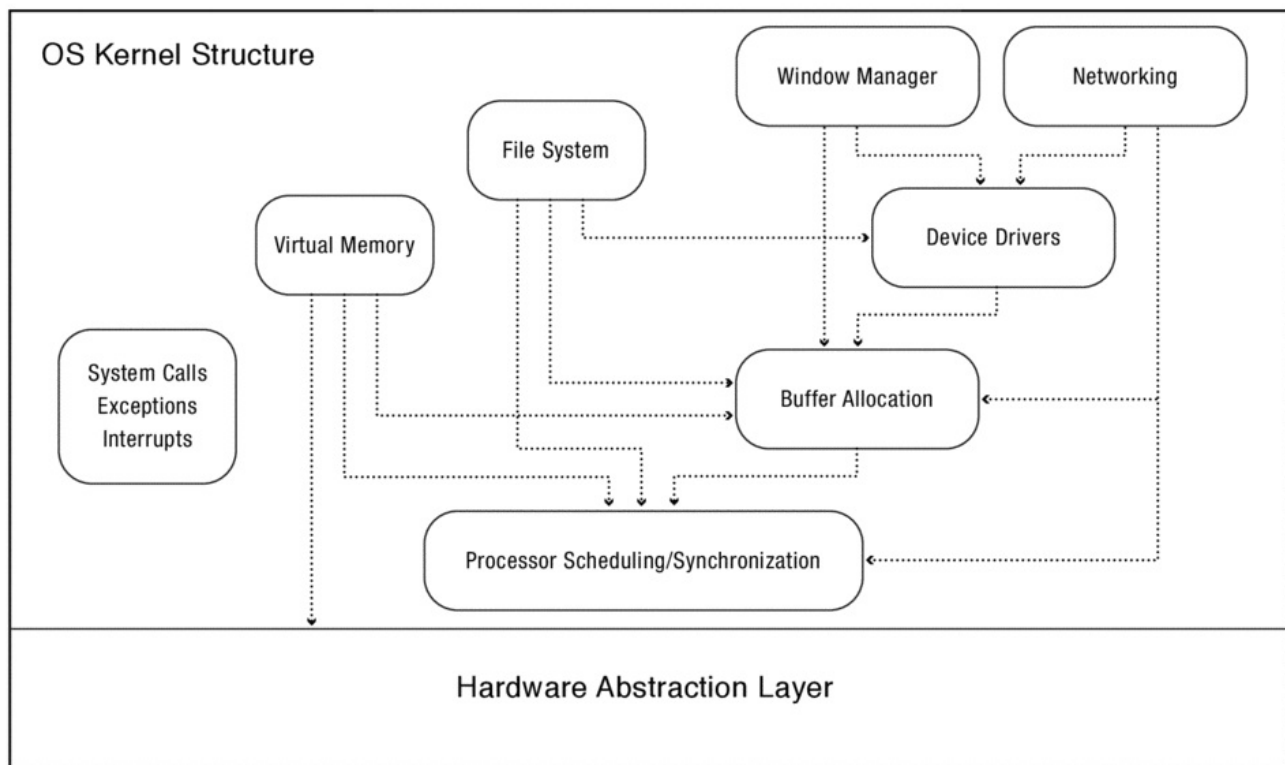 OS Kernel Structure
Window Manager
Networking
File System
Virtual Memory
Device Drivers
System Calls
Exceptions
Interrupts
Buffer Allocation
Processor Scheduling/Synchronization
Hardware Abstraction Layer